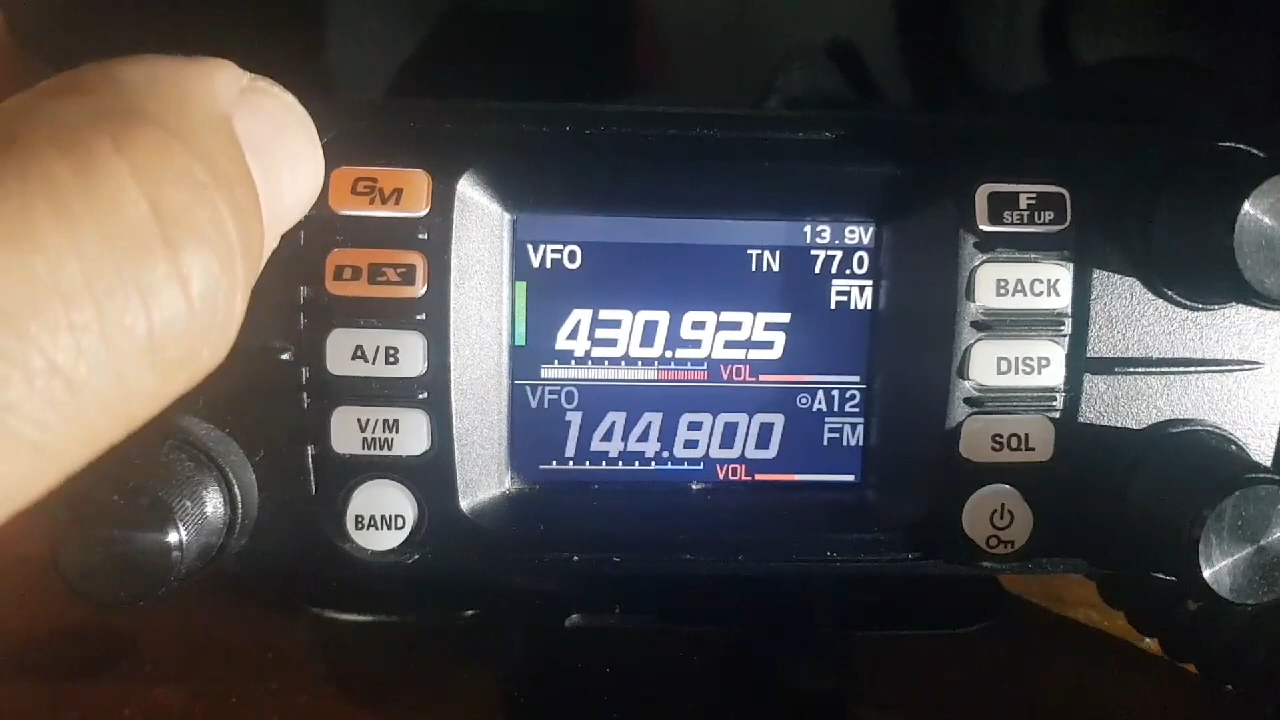 GM
DX
A/B
V/M
MW
BAND
13.9V
VFO
TN 77.0
FM
430.925
VOL
VFO
A12
144.800
FM
VOL
F
SET UP
BACK
DISP
SQL